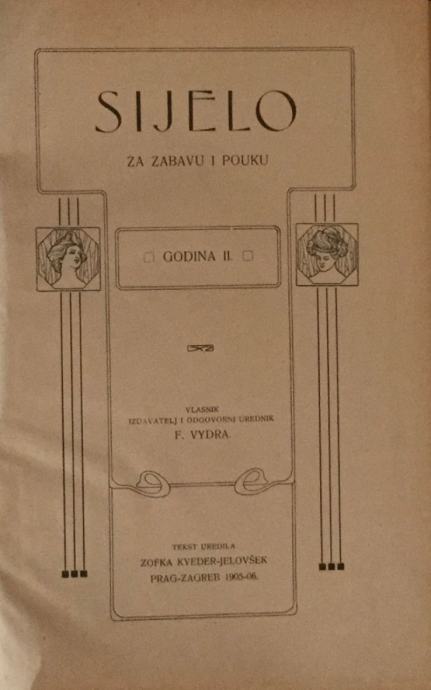 SIJELO
ZA ZABAVU I POUKU
GODINA II.
VLASNIK
IZDAVATELJ I ODGOVORNI UREDNIK
F. VYDRA.
TEKST UREDILA
ZOFKA KVEDER-JELOVŠEK
PRAG-ZAGREB 1905-06.